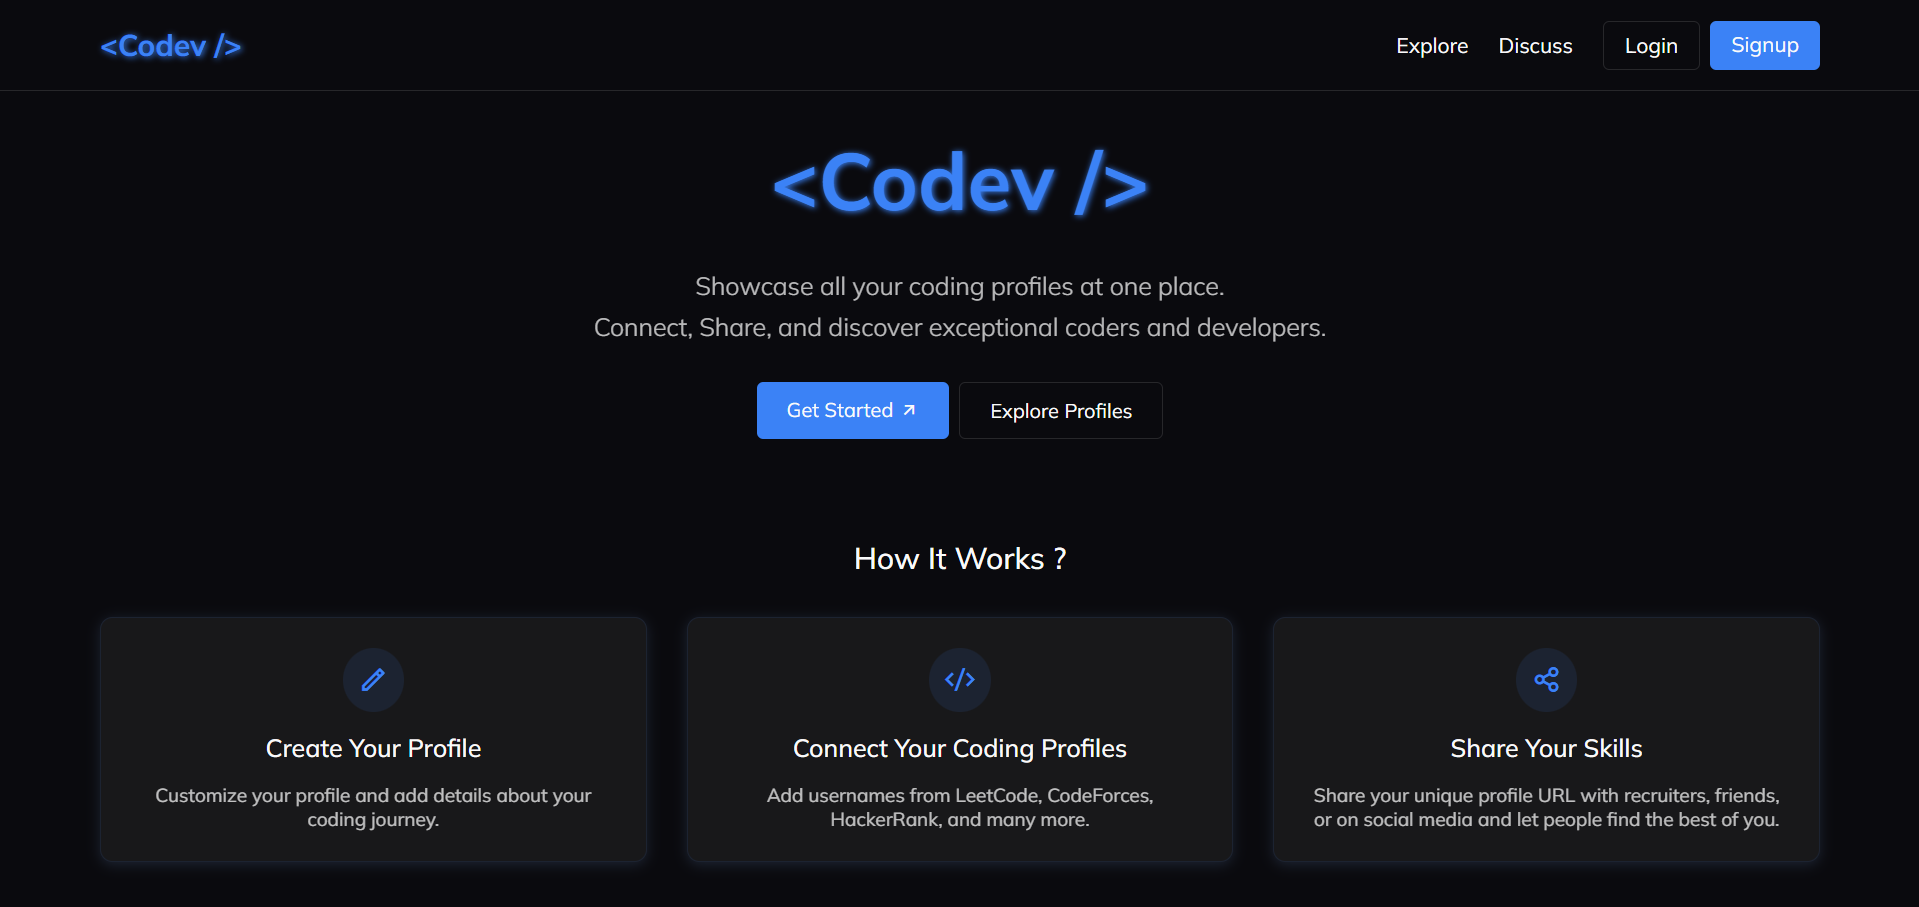 <Codev />
Explore
Discuss
Login
Signup
<Codev />
Showcase all your coding profiles at one place.
Connect, Share, and discover exceptional coders and developers.
Get Started
Explore Profiles
How It Works ?
Create Your Profile
Customize your profile and add details about your
coding journey.
Connect Your Coding Profiles
Add usernames from LeetCode, CodeForces,
HackerRank, and many more.
Share Your Skills
Share your unique profile URL with recruiters, friends,
or on social media and let people find the best of you.